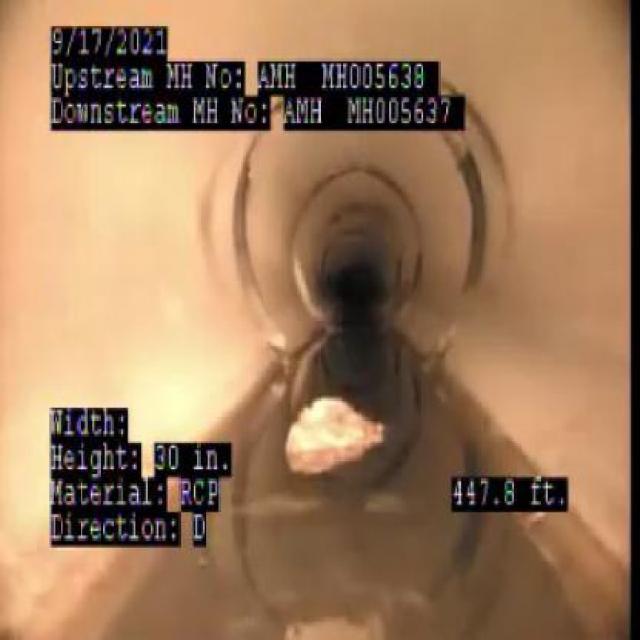 9/17/2021
Upstream MH No: AMH MH005638
Downstream MH No: AMH MH005637
Width:
Height: 30 in.
Material: RCP
447.8 ft.
Direction: D